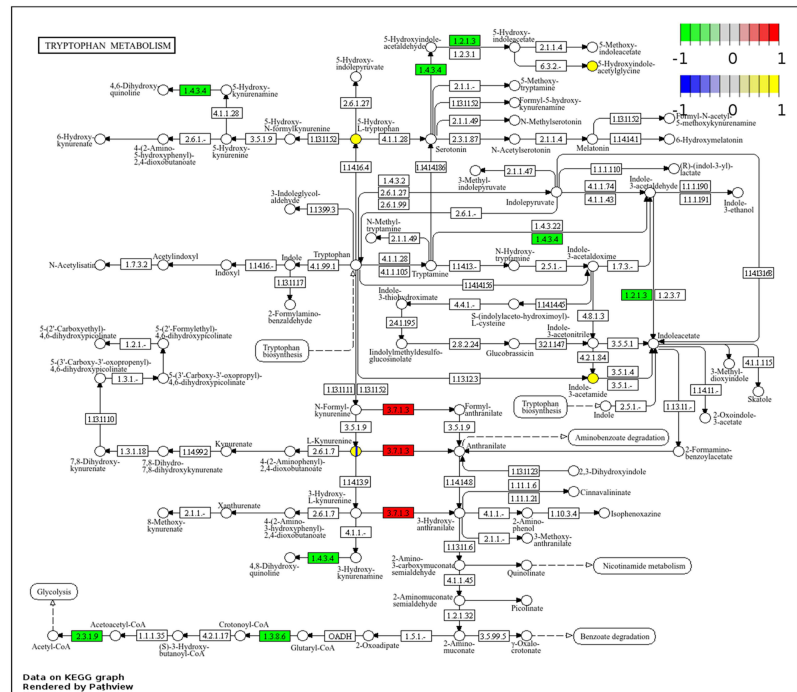 TRYPTOPHAN METABOLISM
-1 0 1
-1 0 1
5-Hydroxyindole-
acetaldehyde
1.2.1.3
1.2.3.1
5-Hydroxy-
indoleacetate
2.1.1.4
5-Methoxy-
indoleacetate
6.3.2.-
5-Hydroxyindole-
acetylglycine
1.4.3.4
5-Hydroxy-
indolepyruvate
2.6.1.27
4,6-Dihydroxy-
quinoline
1.4.3.4
5-Hydroxy-
kynurenamine
4.1.1.28
2.1.1.-
5-Methoxy-
tryptamine
1.13.11.52
Formyl-5-hydroxy-
kynurenamine
2.1.1.49
N-Methylserotonin
1.13.11.52
Formyl-N-acetyl-
5-methoxykynurenamine
6-Hydroxy-
kynurenate
2.6.1.-
4-(2-Amino-
5-hydroxyphenyl)-
2,4-dioxobutanoate
5-Hydroxy-
kynurenine
3.5.1.9
5-Hydroxy-
N-formylkynurenine
1.13.11.52
5-Hydroxy-
L-tryptophan
4.1.1.28
Serotonin
2.3.1.87
N-Acetylserotonin
2.1.1.4
Melatonin
1.14.14.1
6-Hydroxymelatonin
1.14.16.4
1.14.14.186
3-Indoleglycol-
aldehyde
1.13.99.3
1.4.3.2
2.6.1.27
2.6.1.99
2.6.1.-
3-Methyl-
indolepyruvate
2.1.1.47
Indolepyruvate
1.1.1.110
(R)-(indol-3-yl)-
lactate
4.1.1.74
4.1.1.43
Indole-
3-acetaldehyde
1.1.1.190
1.1.1.191
Indole-
3-ethanol
N-Methyl-
tryptamine
2.1.1.49
1.4.3.22
1.4.3.4
N-Acetylisatin
1.7.3.2
Acetylindoxyl
Indoxyl
1.14.16.-
Indole
4.1.99.1
Tryptophan
4.1.1.28
4.1.1.105
Tryptamine
1.14.13.-
N-Hydroxy-
tryptamine
2.5.1.-
Indole-
3-acetaldoxime
1.7.3.-
1.14.13.168
1.13.11.17
2-Formylamino-
benzaldehyde
1.14.14.156
Indole-
3-thiohydroximate
4.4.1.-
S-(indolylaceto-hydroximoyl)-
L-cysteine
1.14.14.45
4.8.1.3
1.2.1.3
1.2.3.7
2.4.1.195
Indolylmethyldesulfo-
glucosinolate
2.8.2.24
Glucobrassicin
3.2.1.147
Indole-
3-acetonitrile
3.5.5.1
Indoleacetate
Tryptophan
biosynthesis
4.2.1.84
1.13.12.3
Indole-
3-acetamide
3.5.1.4
3.5.1.-
3-Methyl-
dioxyindole
4.1.1.115
Skatole
1.14.11.-
2-Oxoindole-
3-acetate
Tryptophan
biosynthesis
Indole
2.5.1.-
1.13.11.-
2-Formamino-
benzoylacetate
5-(2'-Carboxyethyl)-
4,6-dihydroxypicolinate
1.2.1.-
5-(2'-Formylethyl)-
4,6-dihydroxypicolinate
5-(3'-Carboxy-3'-oxopropenyl)-
4,6-dihydroxypicolinate
1.3.1.-
5-(3'-Carboxy-3'-oxopropyl)-
4,6-dihydroxypicolinate
1.13.11.10
1.13.11.11
1.13.11.52
N-Formyl-
kynurenine
3.7.1.3
Formyl-
anthranilate
3.5.1.9
3.5.1.9
Aminobenzoate degradation
7,8-Dihydroxy-
kynurenate
1.3.1.18
7,8-Dihydro-
7,8-dihydroxykynurenate
1.14.99.2
Kynurenate
4-(2-Aminophenyl)-
2,4-dioxobutanoate
2.6.1.7
L-Kynurenine
3.7.1.3
Anthranilate
1.13.11.23
2,3-Dihydroxyindole
1.14.13.9
1.14.14.8
1.11.1.6
1.11.1.21
Cinnavalininate
8-Methoxy-
kynurenate
2.1.1.-
Xanthurenate
4-(2-Amino-
3-hydroxyphenyl)-
2,4-dioxobutanoate
2.6.1.7
3-Hydroxy-
L-kynurenine
3.7.1.3
3-Hydroxy-
anthranilate
4.1.1.-
2-Amino-
phenol
1.10.3.4
Isophenoxazine
4.1.1.-
2.1.1.-
3-Methoxy-
anthranilate
4,8-Dihydroxy-
quinoline
1.4.3.4
3-Hydroxy-
kynurenamine
1.13.11.6
2-Amino-
3-carboxymuconate
semialdehyde
Quinolinate
Nicotinamide metabolism
4.1.1.45
2-Aminomuconate
semialdehyde
Picolinate
Glycolysis
1.2.1.32
Acetyl-CoA
2.3.1.9
Acetoacetyl-CoA
1.1.1.35
(S)-3-Hydroxy-
butanoyl-CoA
4.2.1.17
Crotonoyl-CoA
1.3.8.6
Glutaryl-CoA
OADH
2-Oxoadipate
1.5.1.-
2-Amino-
muconate
3.5.99.5
γ-Oxalo-
crotonate
Benzoate degradation
Data on KEGG graph
Rendered by Pathview